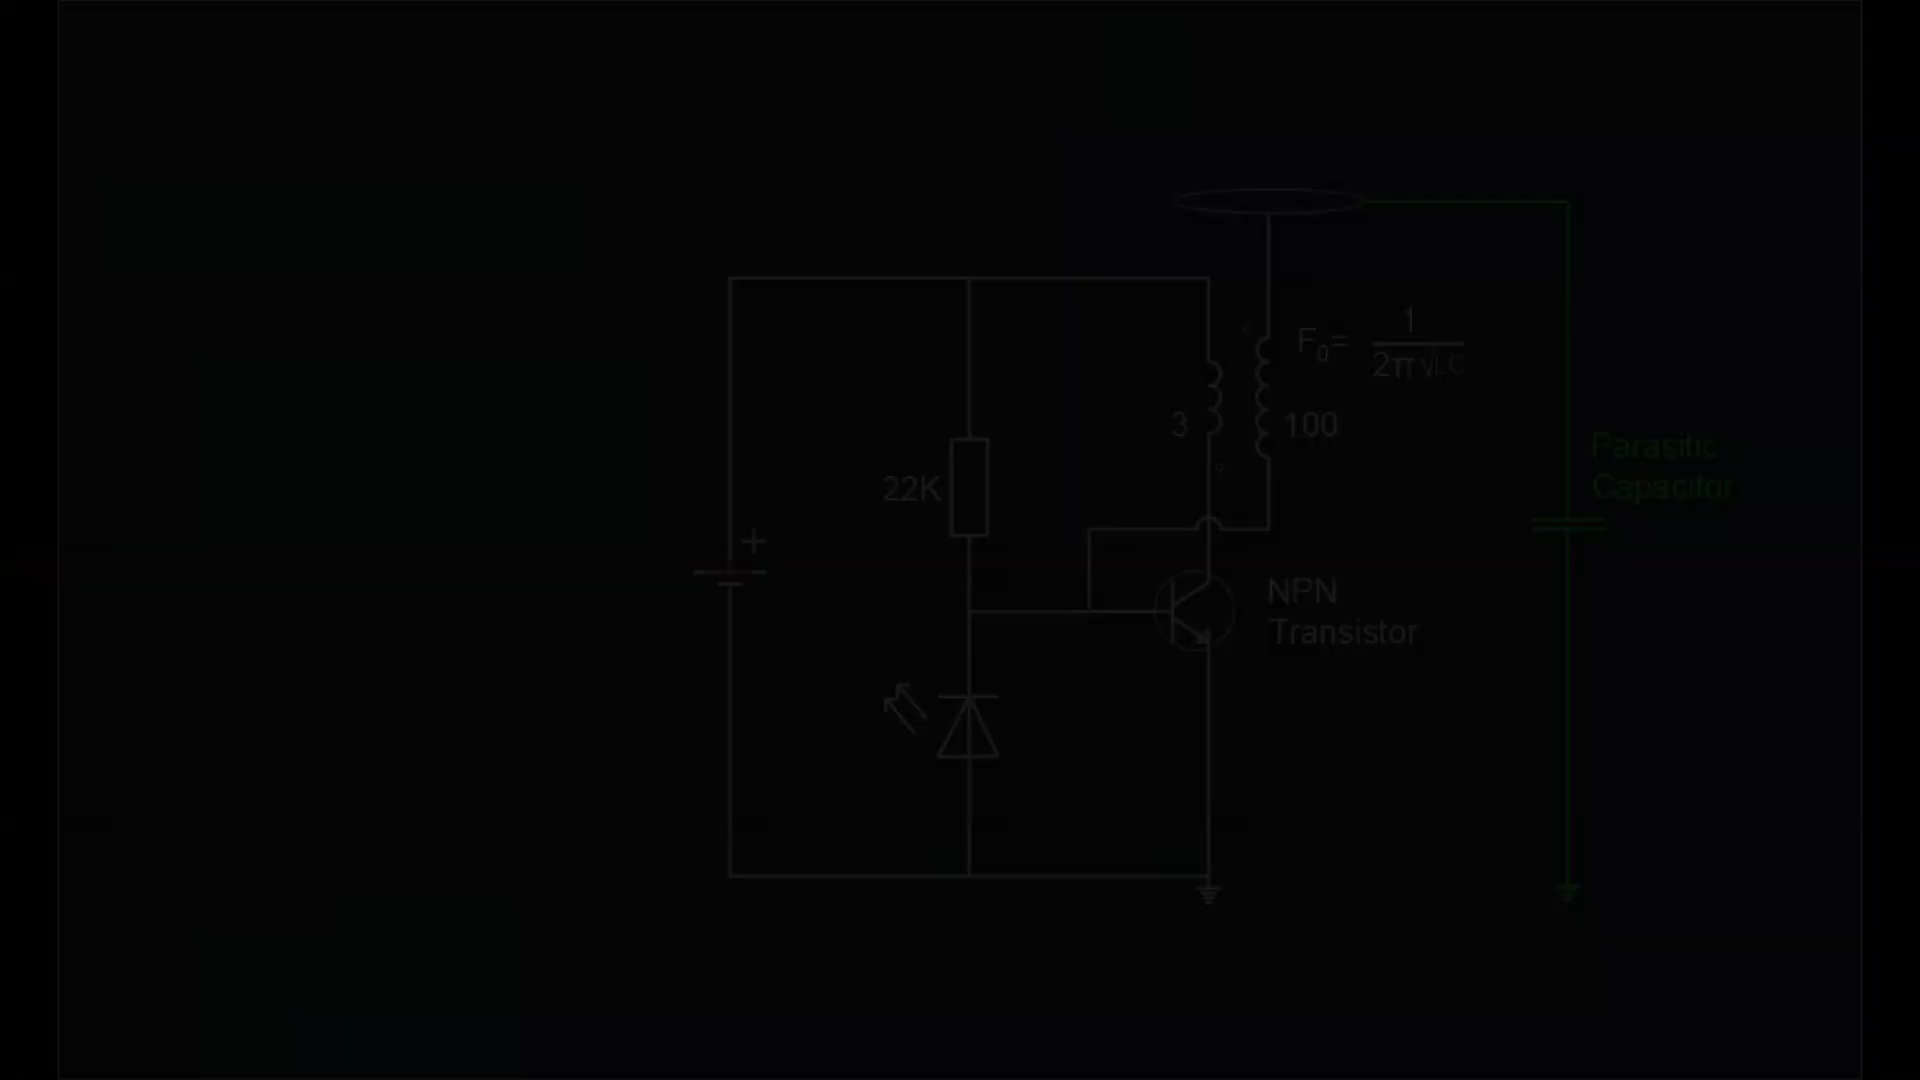 F₀=
1
2π √LC
3
100
22K
+
Parasitic
Capacitor
NPN
Transistor